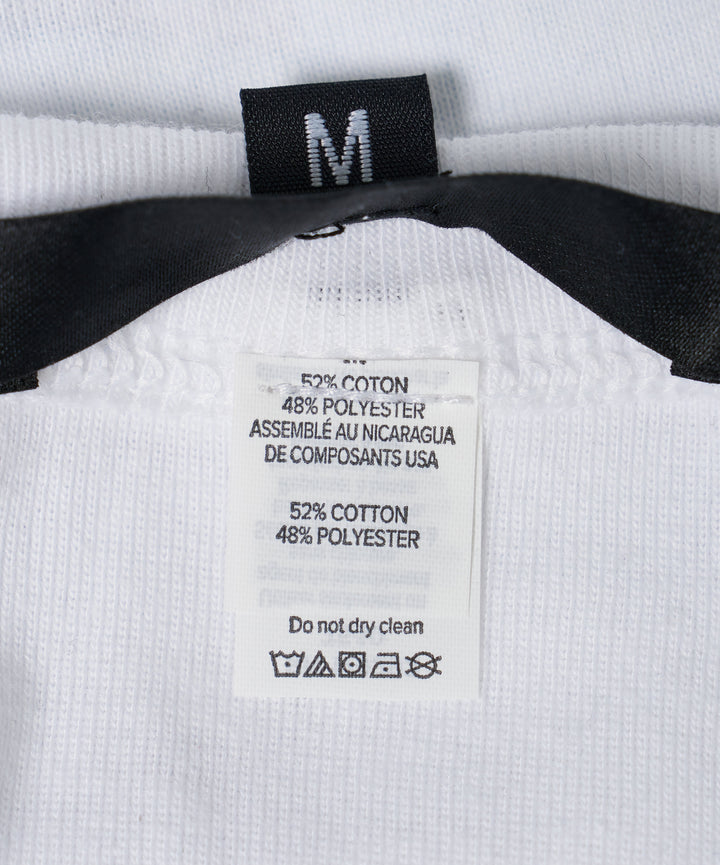 M
52% COTON
48% POLYESTER
ASSEMBLÉ AU NICARAGUA
DE COMPOSANTS USA
52% COTTON
48% POLYESTER
Do not dry clean